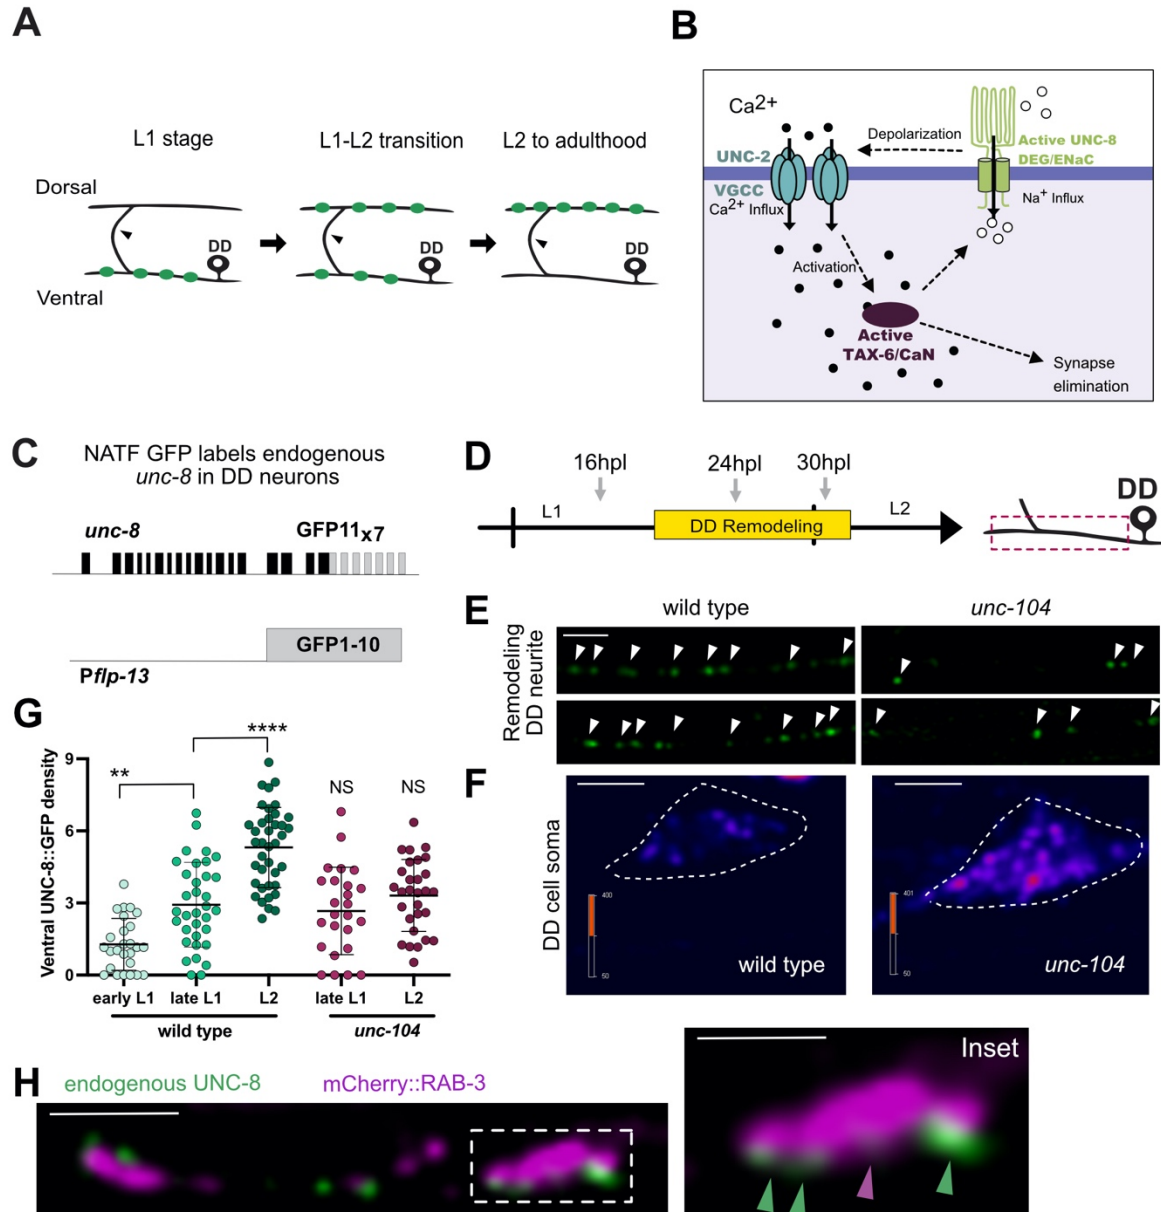 A
L1 stage
L1-L2 transition
L2 to adulthood
Dorsal
DD
DD
DD
Ventral
B
Ca2+
Depolarization
Active UNC-8
DEG/ENaC
UNC-2
VGCC
Ca2+ Influx
Na+ Influx
Activation
Active
TAX-6/CaN
Synapse
elimination
C
NATF GFP labels endogenous
unc-8 in DD neurons
unc-8
GFP11x7
GFP1-10
Pflp-13
D
16hpl
24hpl
30hpl
L1
DD Remodeling
L2
DD
E
wild type
unc-104
Remodeling
DD neurite
F
DD cell soma
400
50
wild type
401
50
unc-104
G
Ventral UNC-8::GFP density
9
6
3
0
**
****
NS
NS
early L1
late L1
L2
late L1
L2
wild type
unc-104
H
endogenous UNC-8
mCherry::RAB-3
Inset